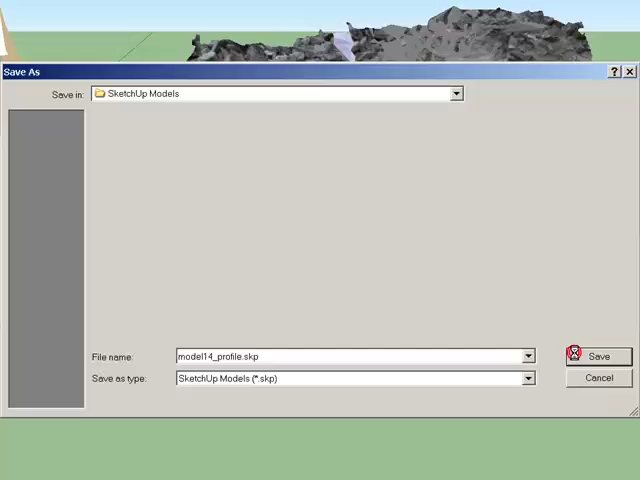 Save As
Save in: SketchUp Models
File name: model14_profile.skp Save
Save as type: SketchUp Models (*.skp) Cancel